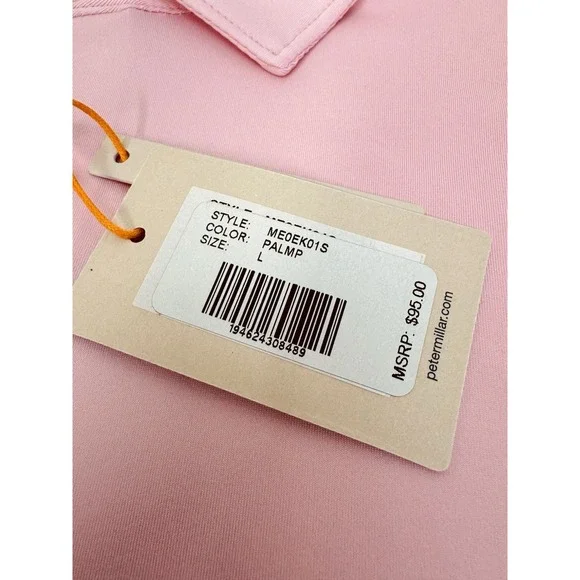 STYLE: ME0EK01S
COLOR: PALMP
SIZE: L
194624308489
MSRP: $95.00
petermillar.com